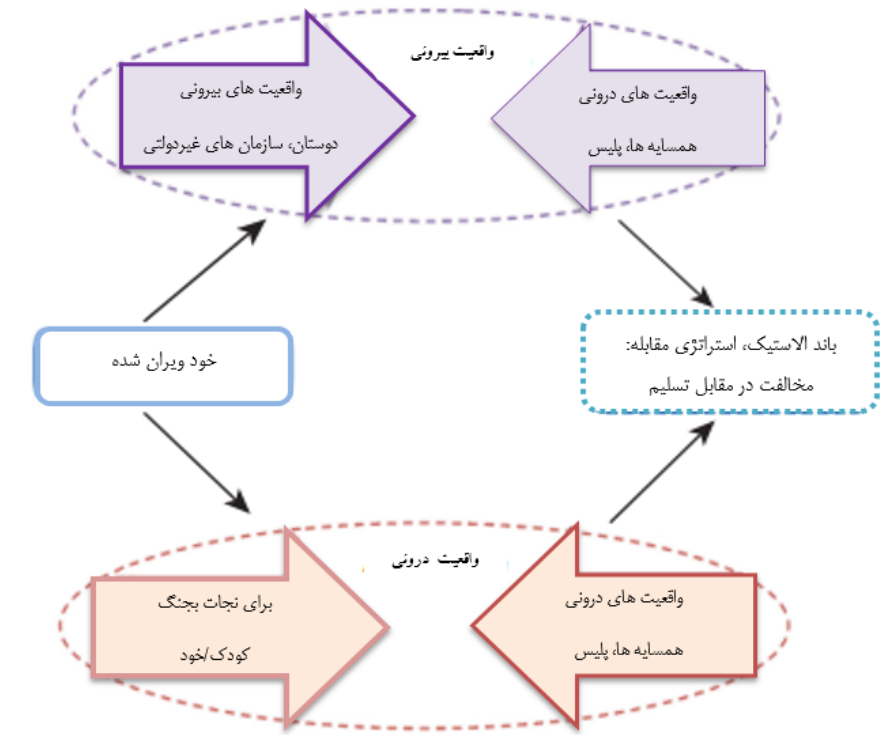 واقعیت بیرونی
واقعیت های بیرونی
دوستان، سازمان های غیردولتی
واقعیت های درونی
همسایه ها، پلیس
خود ویران شده
باند الاستیک، استراتژی مقابله:
مخالفت در مقابل تسلیم
واقعیت درونی
برای نجات بجنگ
کودک/خود
واقعیت های درونی
همسایه ها، پلیس